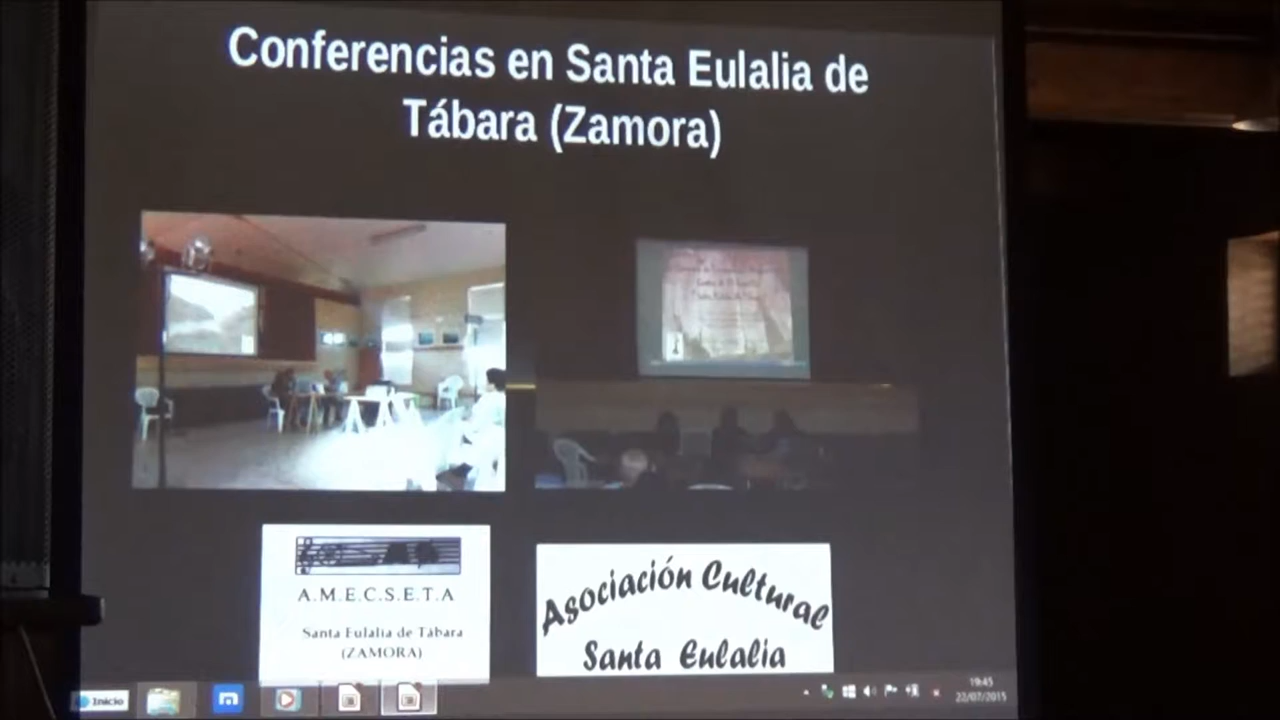 Conferencias en Santa Eulalia de
Tábara (Zamora)
A.M.E.C.S.E.T.A
Santa Eulalia de Tábara
(ZAMORA)
Asociación Cultural
Santa Eulalia
Inicio
19:45
22/07/2015